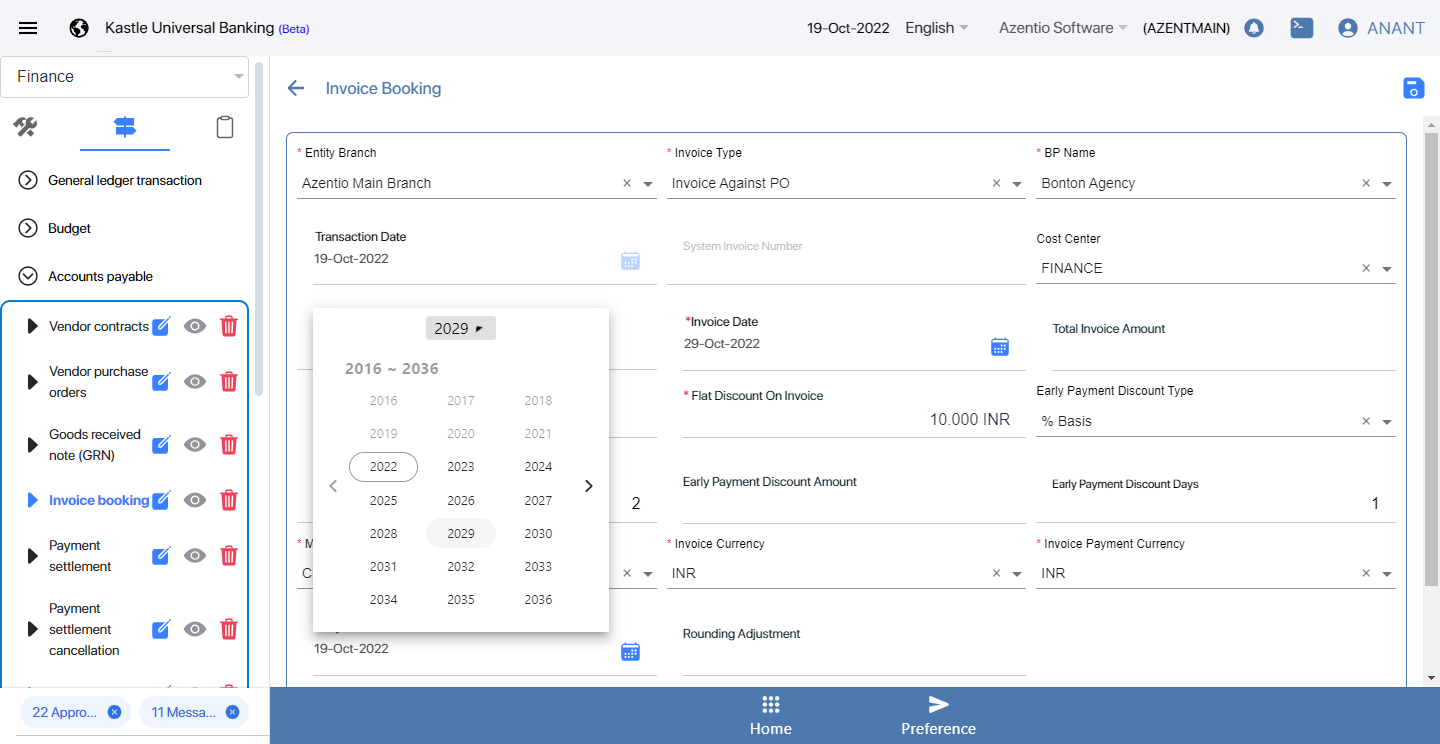 Kastle Universal Banking (Beta)
19-Oct-2022
English
Azentio Software
(AZENTMAIN)
ANANT
Finance
General ledger transaction
Budget
Accounts payable
Vendor contracts
Vendor purchase
orders
Goods received
note (GRN)
Invoice booking
Payment
settlement
Payment
settlement
cancellation
22 Appro...
11 Messa...
Invoice Booking
* Entity Branch
Azentio Main Branch
* Invoice Type
Invoice Against PO
* BP Name
Bonton Agency
Transaction Date
19-Oct-2022
System Invoice Number
Cost Center
FINANCE
2029
2016 ~ 2036
2016 2017 2018
2019 2020 2021
2022 2023 2024
2025 2026 2027
2028 2029 2030
2031 2032 2033
2034 2035 2036
*Invoice Date
29-Oct-2022
Total Invoice Amount
* Flat Discount On Invoice
10.000 INR
Early Payment Discount Type
% Basis
2
Early Payment Discount Amount
Early Payment Discount Days
1
* M
C
* Invoice Currency
INR
* Invoice Payment Currency
INR
19-Oct-2022
Rounding Adjustment
Home
Preference